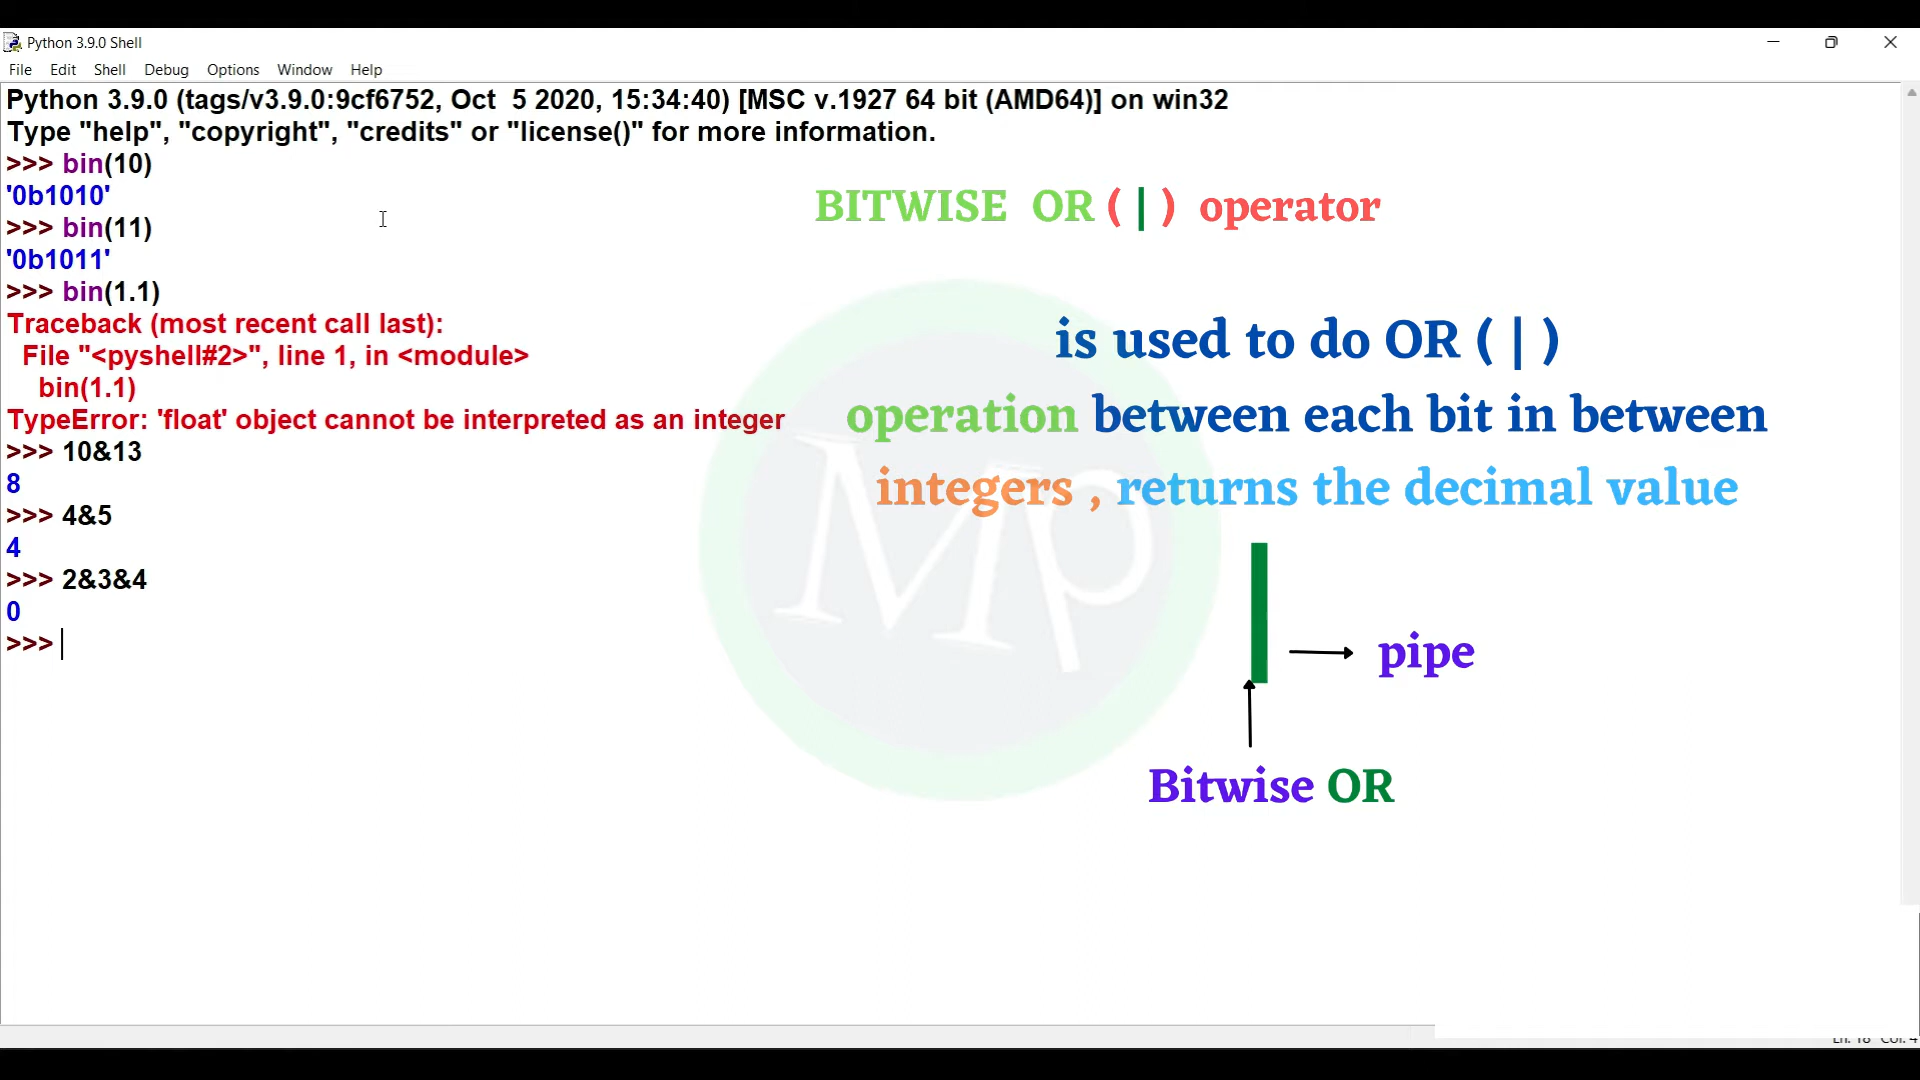 Python 3.9.0 Shell
File Edit Shell Debug Options Window Help
Python 3.9.0 (tags/v3.9.0:9cf6752, Oct  5 2020, 15:34:40) [MSC v.1927 64 bit (AMD64)] on win32
Type "help", "copyright", "credits" or "license()" for more information.
>>> bin(10)
'0b1010'
>>> bin(11)
'0b1011'
>>> bin(1.1)
Traceback (most recent call last):
  File "<pyshell#2>", line 1, in <module>
    bin(1.1)
TypeError: 'float' object cannot be interpreted as an integer
>>> 10&13
8
>>> 4&5
4
>>> 2&3&4
0
>>>
BITWISE OR ( | ) operator
is used to do OR ( | )
operation between each bit in between
integers , returns the decimal value
pipe
Bitwise OR
Mp
Ln: 18 Col: 4